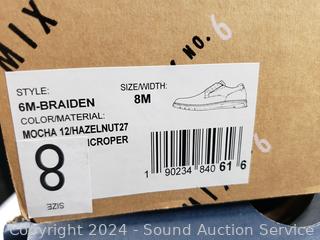 MIX
NO. 6
STYLE:
6M-BRAIDEN
SIZE/WIDTH:
8M
COLOR/MATERIAL:
MOCHA 12/HAZELNUT27
ICROPER
8
SIZE
1 90234 840 61 6
Copyright © 2024 - Sound Auction Service